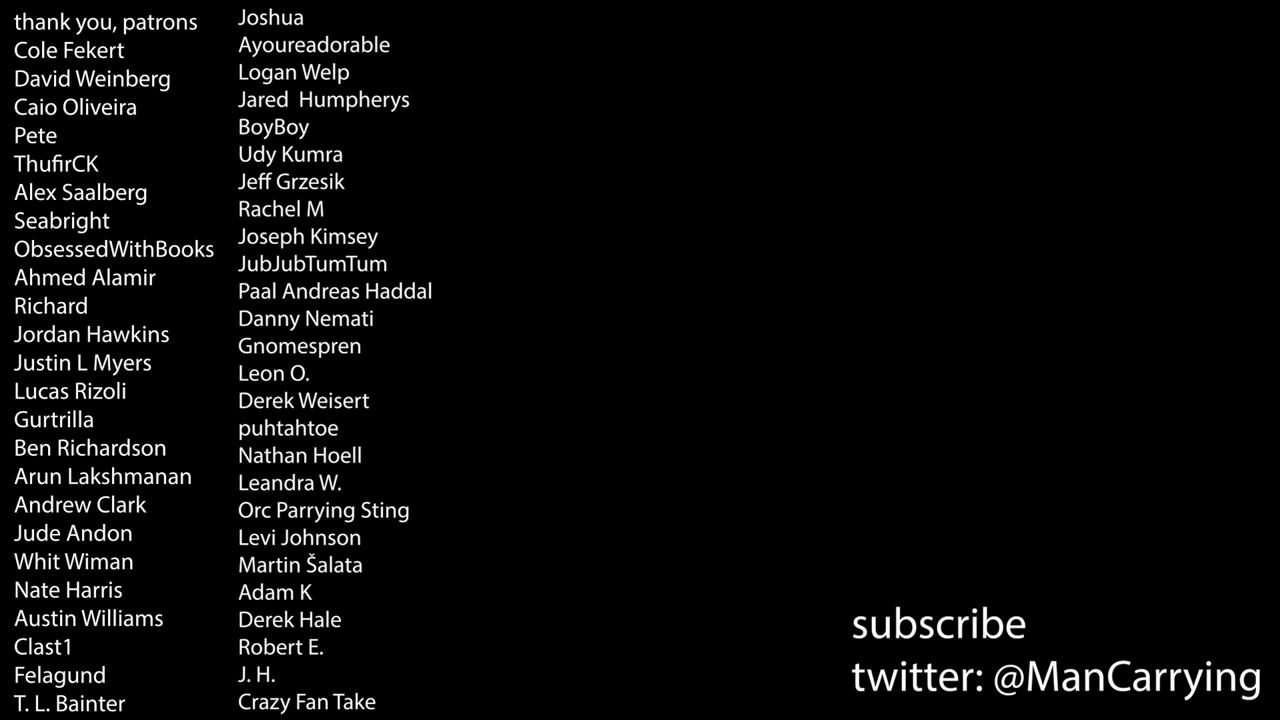 thank you, patrons
Cole Fekert
David Weinberg
Caio Oliveira
Pete
ThufirCK
Alex Saalberg
Seabright
ObsessedWithBooks
Ahmed Alamir
Richard
Jordan Hawkins
Justin L Myers
Lucas Rizoli
Gurtrilla
Ben Richardson
Arun Lakshmanan
Andrew Clark
Jude Andon
Whit Wiman
Nate Harris
Austin Williams
Clast1
Felagund
T. L. Bainter
Joshua
Ayoureadorable
Logan Welp
Jared  Humpherys
BoyBoy
Udy Kumra
Jeff Grzesik
Rachel M
Joseph Kimsey
JubJubTumTum
Paal Andreas Haddal
Danny Nemati
Gnomespren
Leon O.
Derek Weisert
puhtahtoe
Nathan Hoell
Leandra W.
Orc Parrying Sting
Levi Johnson
Martin Šalata
Adam K
Derek Hale
Robert E.
J. H.
Crazy Fan Take
subscribe
twitter: @ManCarrying